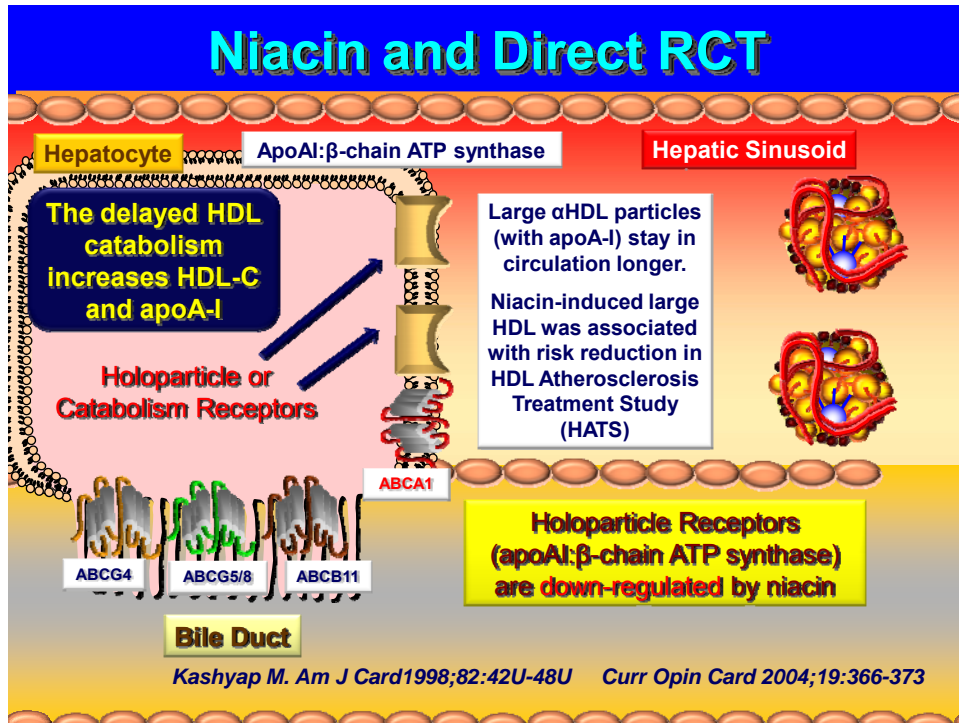 Niacin and Direct RCT
Hepatocyte
ApoAI:β-chain ATP synthase
Hepatic Sinusoid
The delayed HDL
catabolism
increases HDL-C
and apoA-I
Large αHDL particles
(with apoA-I) stay in
circulation longer.
Niacin-induced large
HDL was associated
with risk reduction in
HDL Atherosclerosis
Treatment Study
(HATS)
Holoparticle or
Catabolism Receptors
ABCA1
ABCG4
ABCG5/8
ABCB11
Holoparticle Receptors
(apoAI:β-chain ATP synthase)
are down-regulated by niacin
Bile Duct
Kashyap M. Am J Card1998;82:42U-48U Curr Opin Card 2004;19:366-373